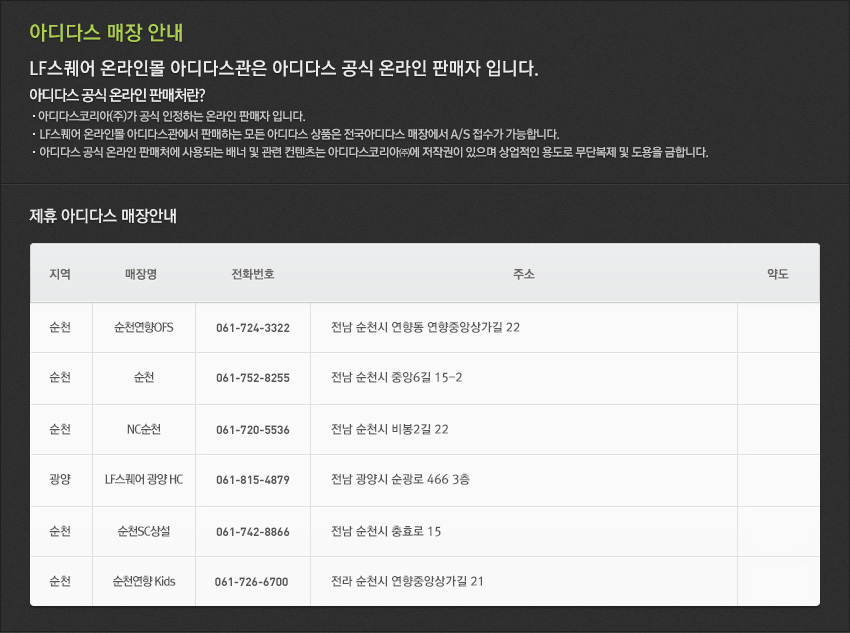 아디다스 매장 안내
LF스퀘어 온라인몰 아디다스관은 아디다스 공식 온라인 판매자 입니다.
아디다스 공식 온라인 판매처란?
· 아디다스코리아(주)가 공식 인정하는 온라인 판매자 입니다.
· LF스퀘어 온라인몰 아디다스관에서 판매하는 모든 아디다스 상품은 전국아디다스 매장에서 A/S 접수가 가능합니다.
· 아디다스 공식 온라인 판매처에 사용되는 배너 및 관련 컨텐츠는 아디다스코리아㈜에 저작권이 있으며 상업적인 용도로 무단복제 및 도용을 금합니다.
제휴 아디다스 매장안내
지역 매장명 전화번호 주소 약도
순천 순천연향OFS 061-724-3322 전남 순천시 연향동 연향중앙상가길 22
순천 순천 061-752-8255 전남 순천시 중앙6길 15-2
순천 NC순천 061-720-5536 전남 순천시 비봉2길 22
광양 LF스퀘어 광양 HC 061-815-4879 전남 광양시 순광로 466 3층
순천 순천SC상설 061-742-8866 전남 순천시 충효로 15
순천 순천연향 Kids 061-726-6700 전라 순천시 연향중앙상가길 21